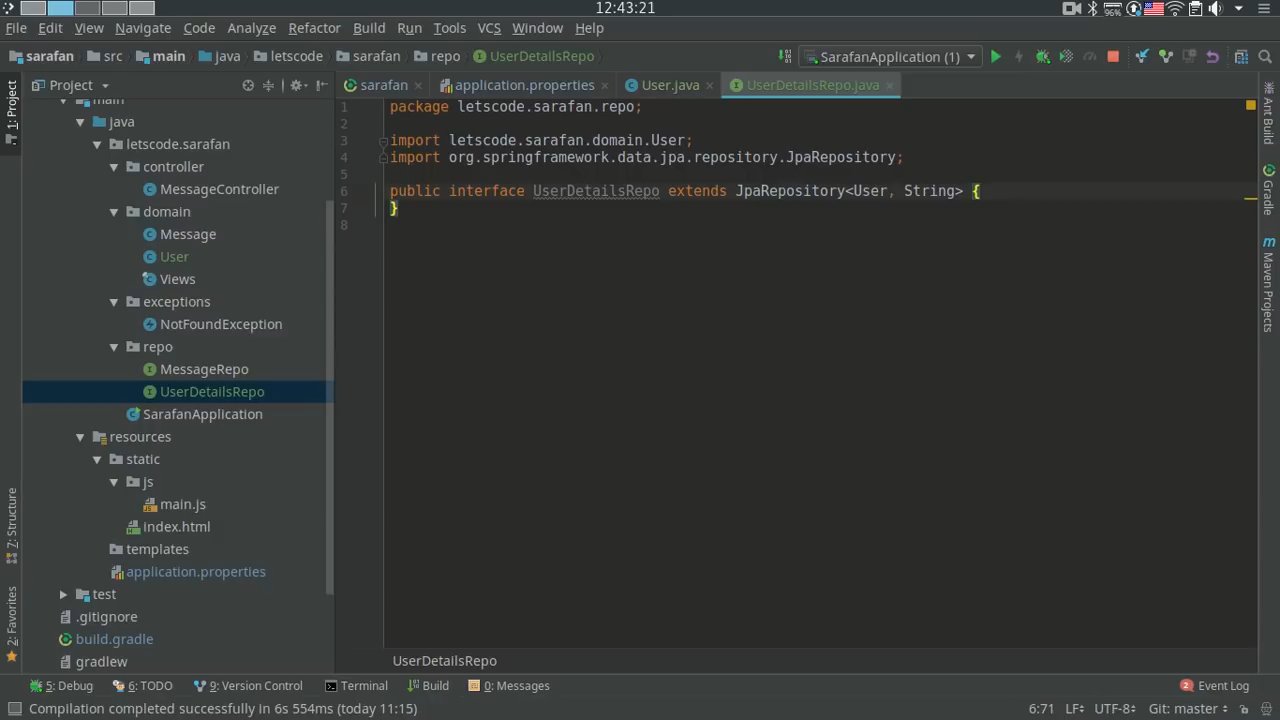 12:43:21
File Edit View Navigate Code Analyze Refactor Build Run Tools VCS Window Help
96%
sarafan src main java letscode sarafan repo UserDetailsRepo
SarafanApplication (1)
Project
sarafan application.properties User.java UserDetailsRepo.java
1: Project
7: Structure
2: Favorites
main
java
letscode.sarafan
controller
MessageController
domain
Message
User
Views
exceptions
NotFoundException
repo
MessageRepo
UserDetailsRepo
SarafanApplication
resources
static
js
main.js
index.html
templates
application.properties
test
.gitignore
build.gradle
gradlew
1 package letscode.sarafan.repo;
2
3 import letscode.sarafan.domain.User;
4 import org.springframework.data.jpa.repository.JpaRepository;
5
6 public interface UserDetailsRepo extends JpaRepository<User, String> {
7 }
8
UserDetailsRepo
Ant Build
Gradle
Maven Projects
5: Debug 6: TODO 9: Version Control Terminal Build 0: Messages 2 Event Log
Compilation completed successfully in 6s 554ms (today 11:15) 6:71 LF UTF-8 Git: master